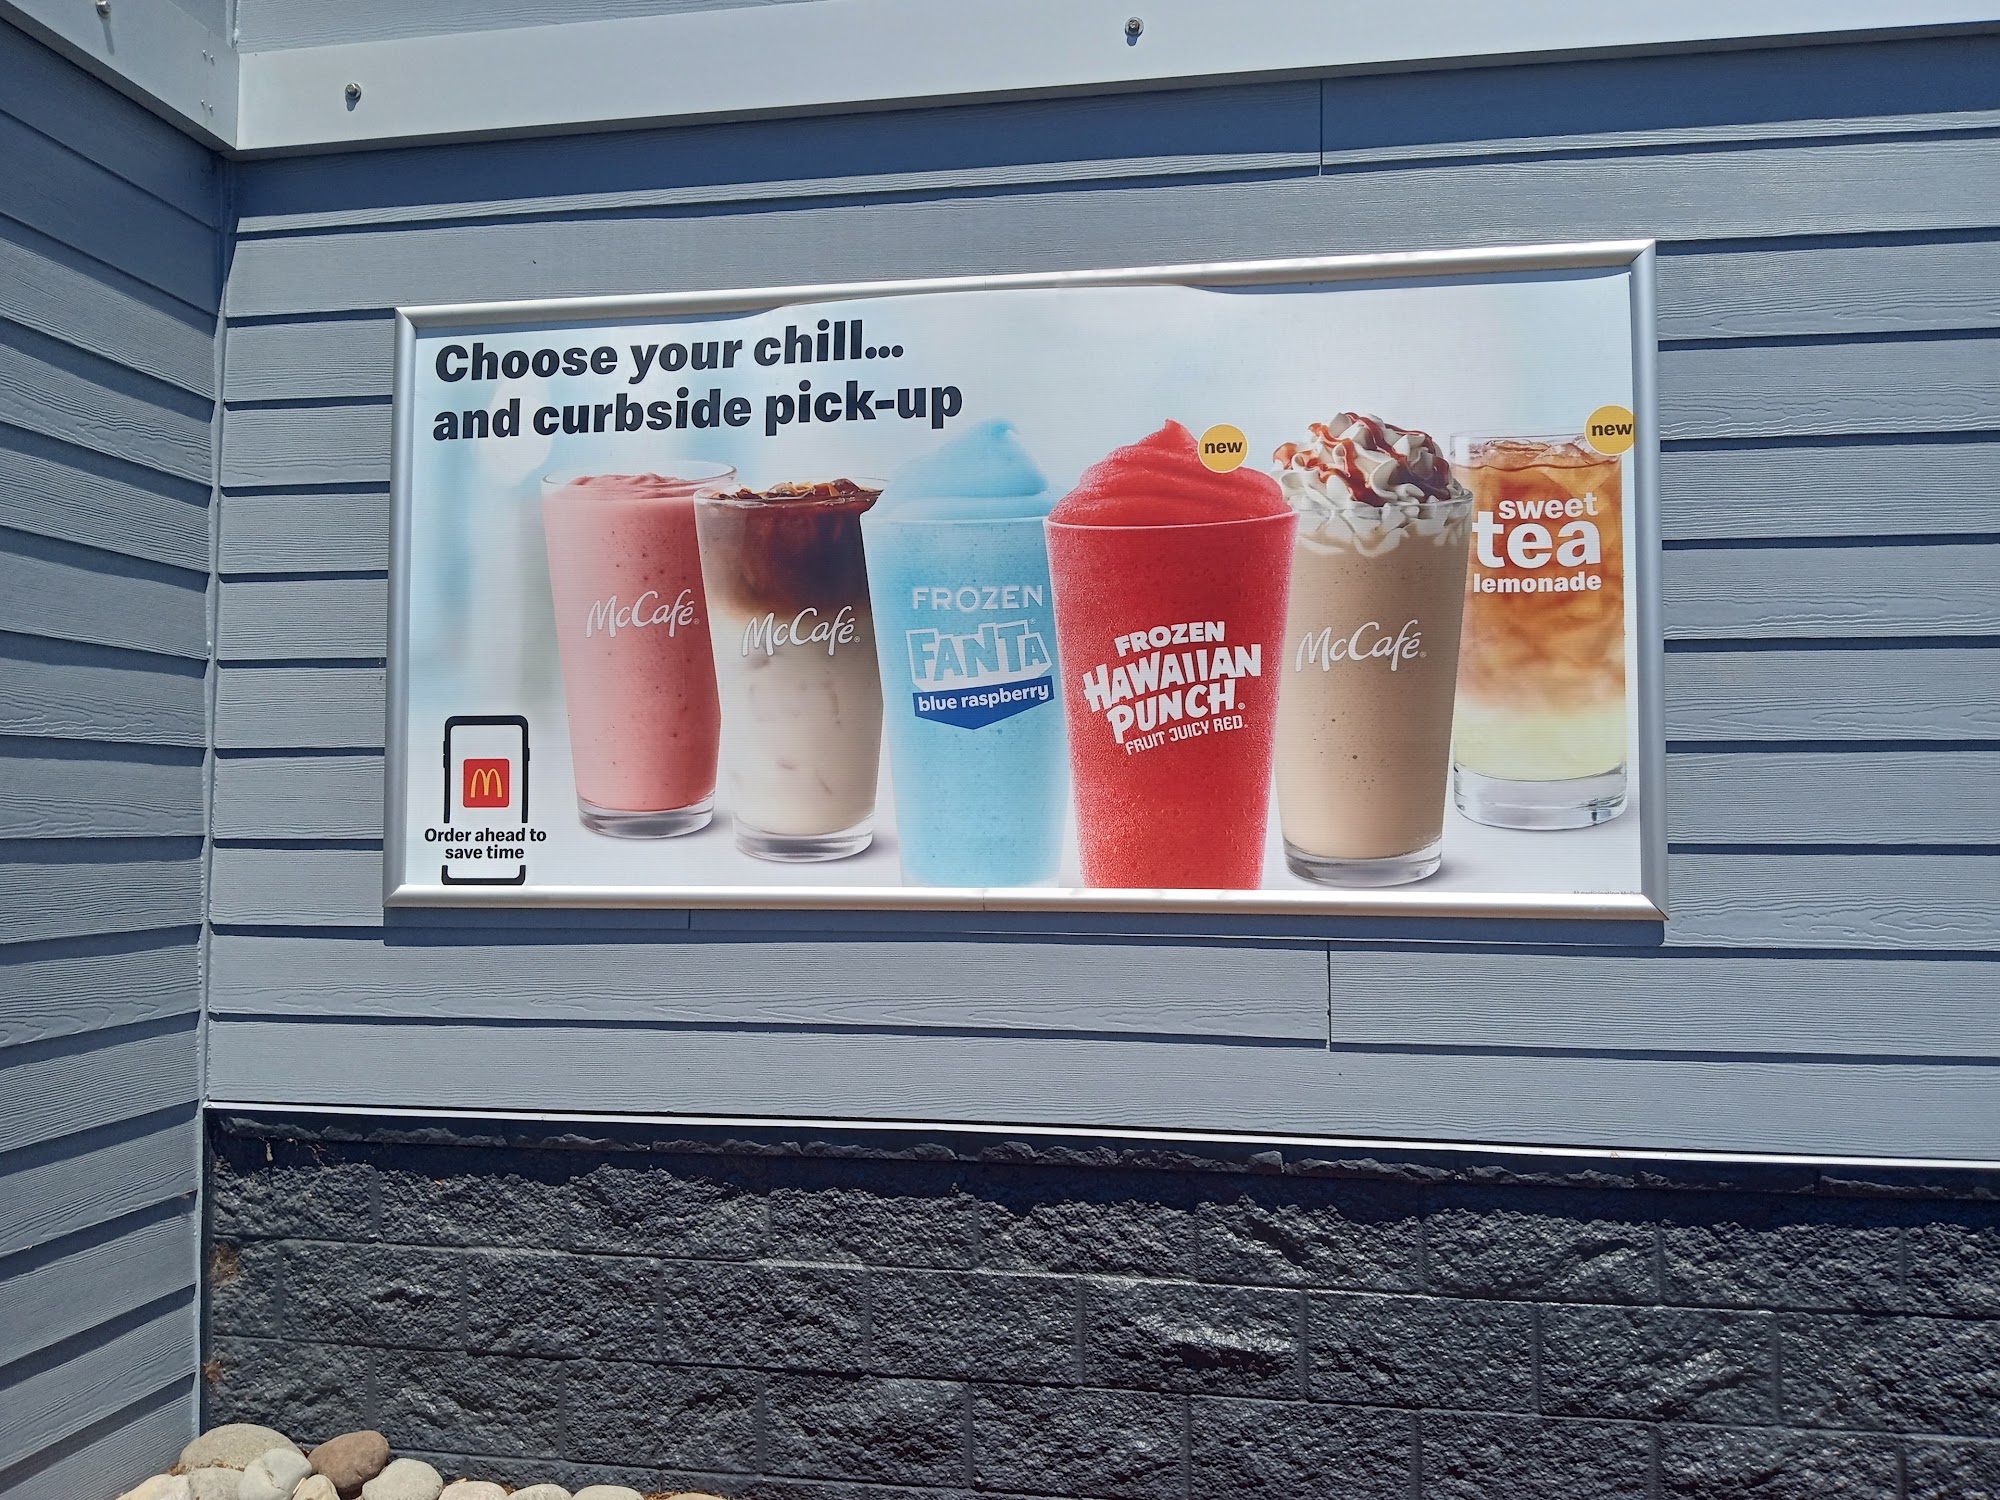 Choose your chill...
and curbside pick-up
new
new
sweet
tea
lemonade
McCafé®
McCafé®
FROZEN
FANTA®
blue raspberry
FROZEN
HAWAIIAN
PUNCH®
FRUIT JUICY RED®
McCafé®
Order ahead to
save time